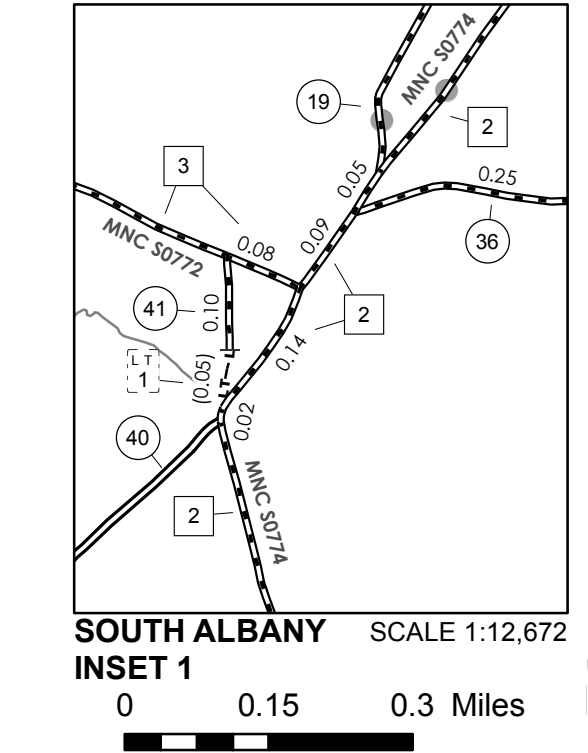 MNC S0774
19
2
3
0.05
0.25
MNC S0772
0.08
0.09
36
41
0.10
2
0.14
L T
1
(0.05)
L T
0.02
40
MNC S0774
2
SOUTH ALBANY
INSET 1
SCALE 1:12,672
0 0.15 0.3 Miles